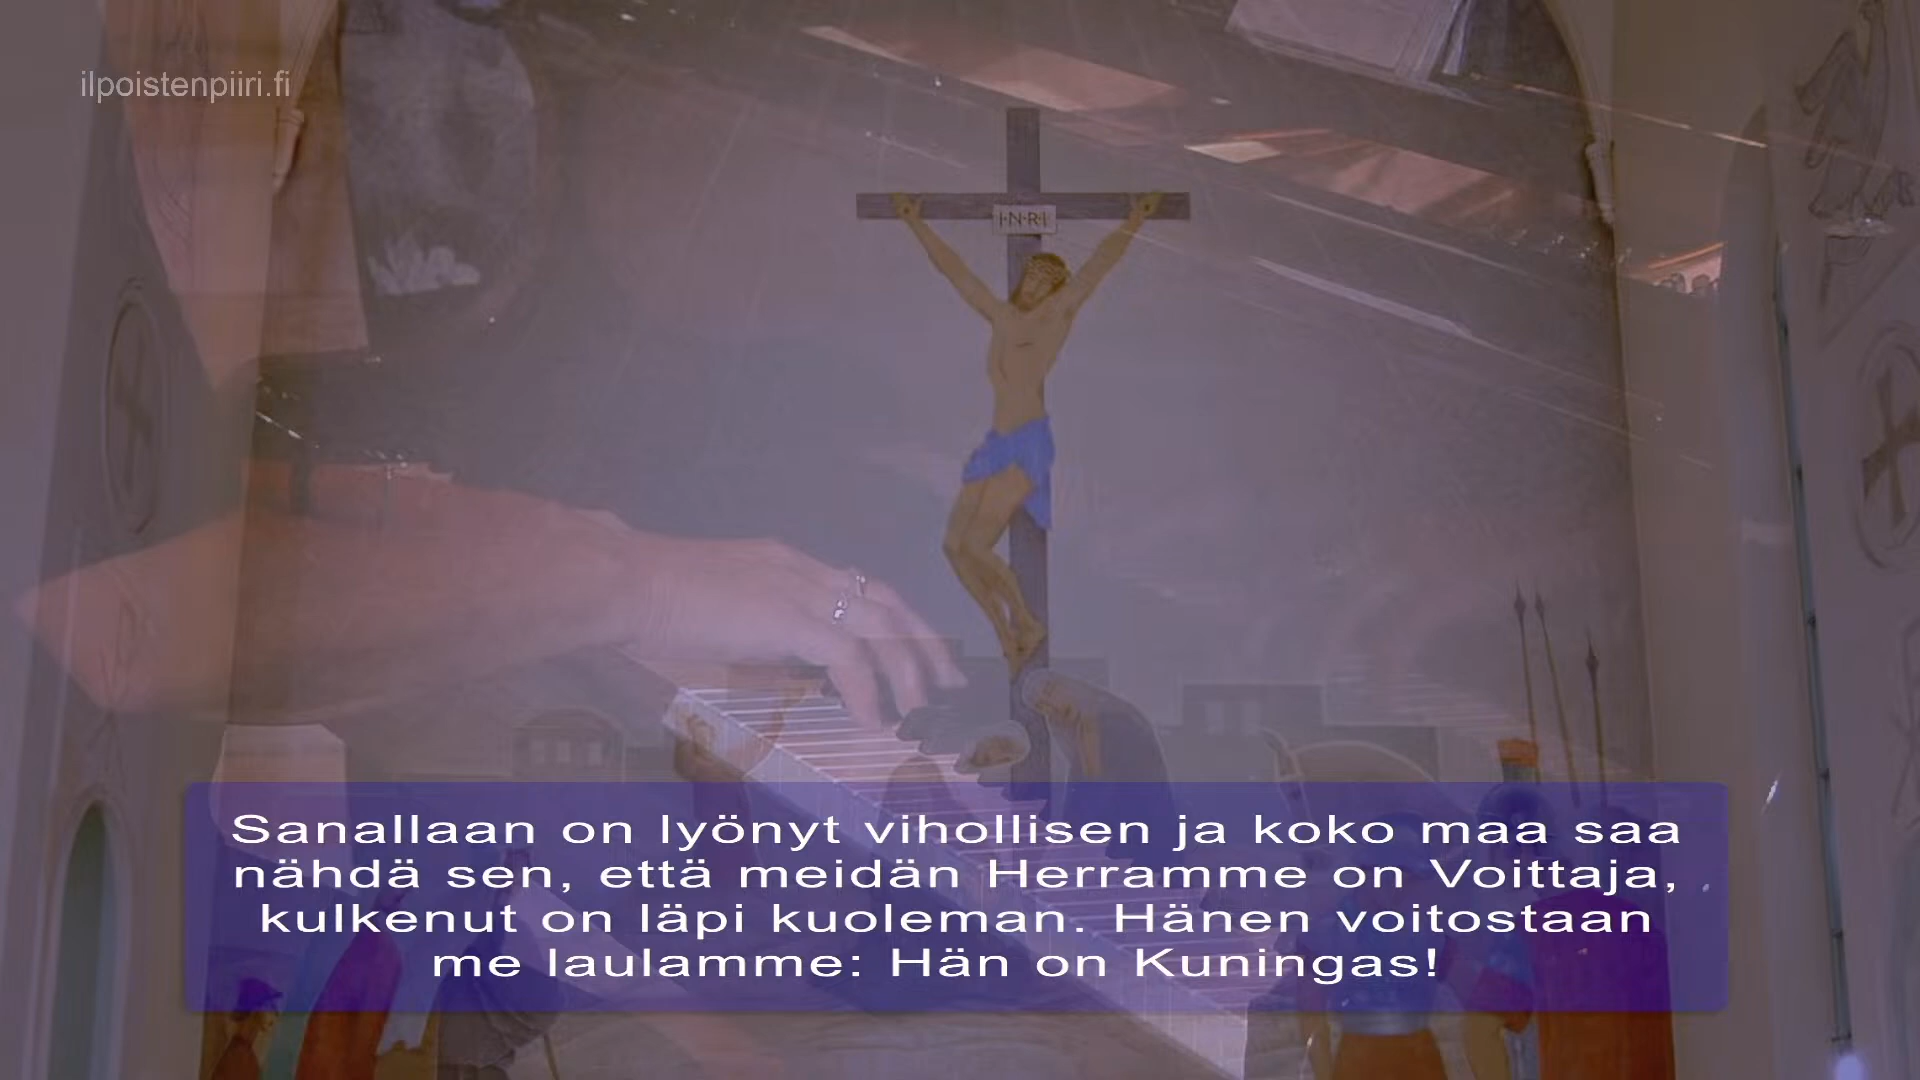 ilpoistenpiiri.fi
I·N·R·I
Sanallaan on lyönyt vihollisen ja koko maa saa
nähdä sen, että meidän Herramme on Voittaja,
kulkenut on läpi kuoleman. Hänen voitostaan
me laulamme: Hän on Kuningas!